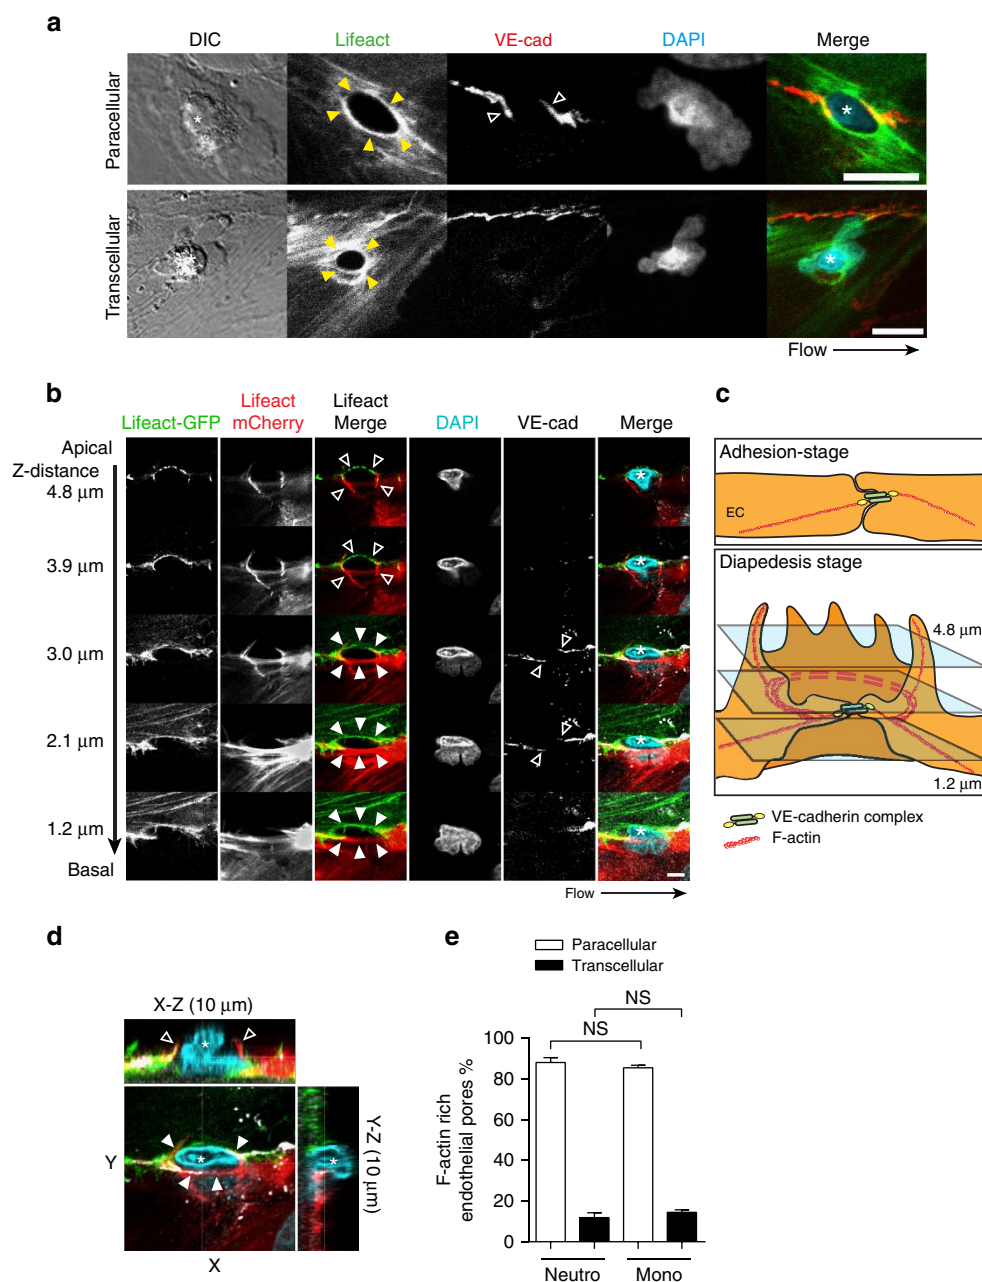 a
DIC
Lifeact
VE-cad
DAPI
Merge
Paracellular
*
*
Transcellular
*
*
Flow
b
Lifeact-GFP
Lifeact
mCherry
Lifeact
Merge
DAPI
VE-cad
Merge
Apical
Z-distance
4.8 μm
*
3.9 μm
*
3.0 μm
*
2.1 μm
*
1.2 μm
*
Basal
Flow
c
Adhesion-stage
EC
Diapedesis stage
4.8 μm
1.2 μm
VE-cadherin complex
F-actin
d
X-Z (10 μm)
*
Y
*
X
*
Y-Z (10 μm)
e
Paracellular
Transcellular
NS
NS
F-actin rich
endothelial pores %
100
80
60
40
20
0
Neutro
Mono